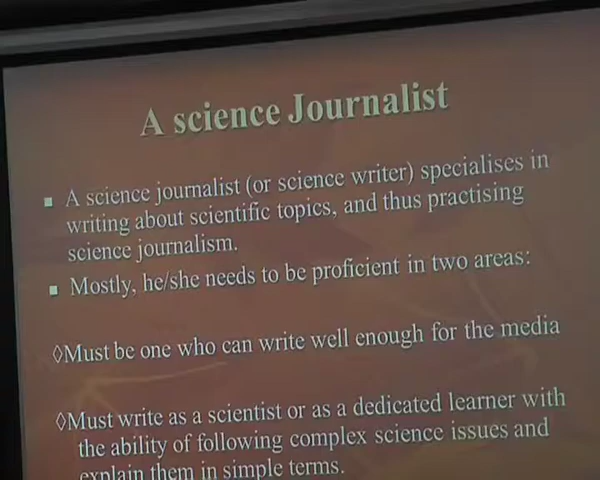 A science Journalist
▪ A science journalist (or science writer) specialises in
writing about scientific topics, and thus practising
science journalism.
▪ Mostly, he/she needs to be proficient in two areas:
◊Must be one who can write well enough for the media
◊Must write as a scientist or as a dedicated learner with
the ability of following complex science issues and
explain them in simple terms.